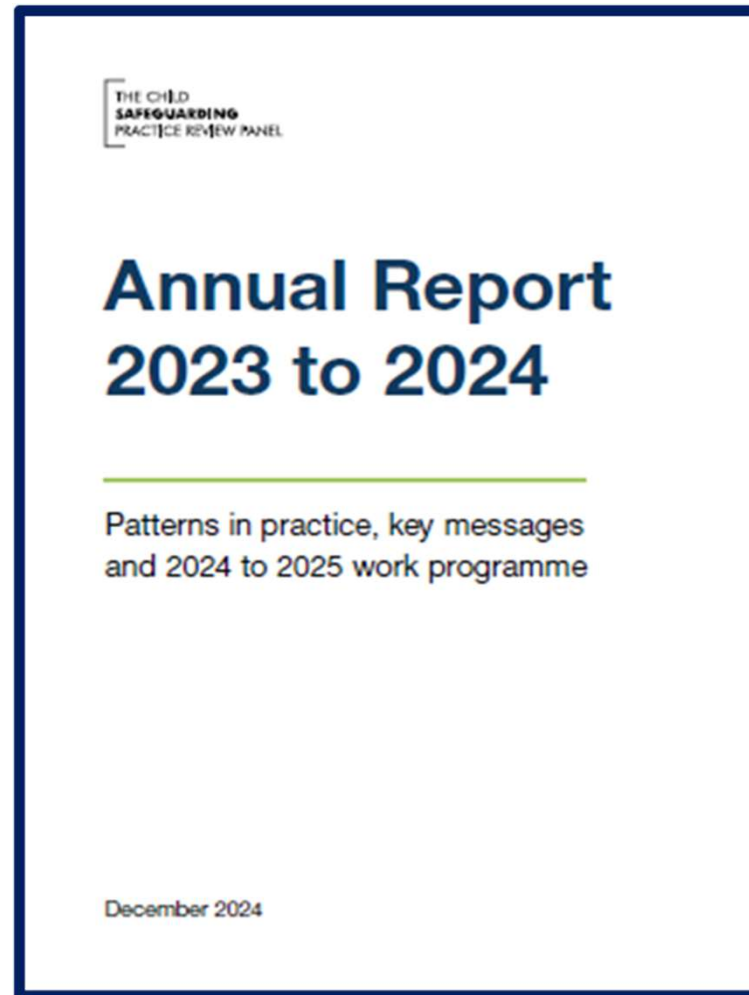 THE CHILD
SAFEGUARDING
PRACTICE REVIEW PANEL
Annual Report
2023 to 2024
Patterns in practice, key messages
and 2024 to 2025 work programme
December 2024